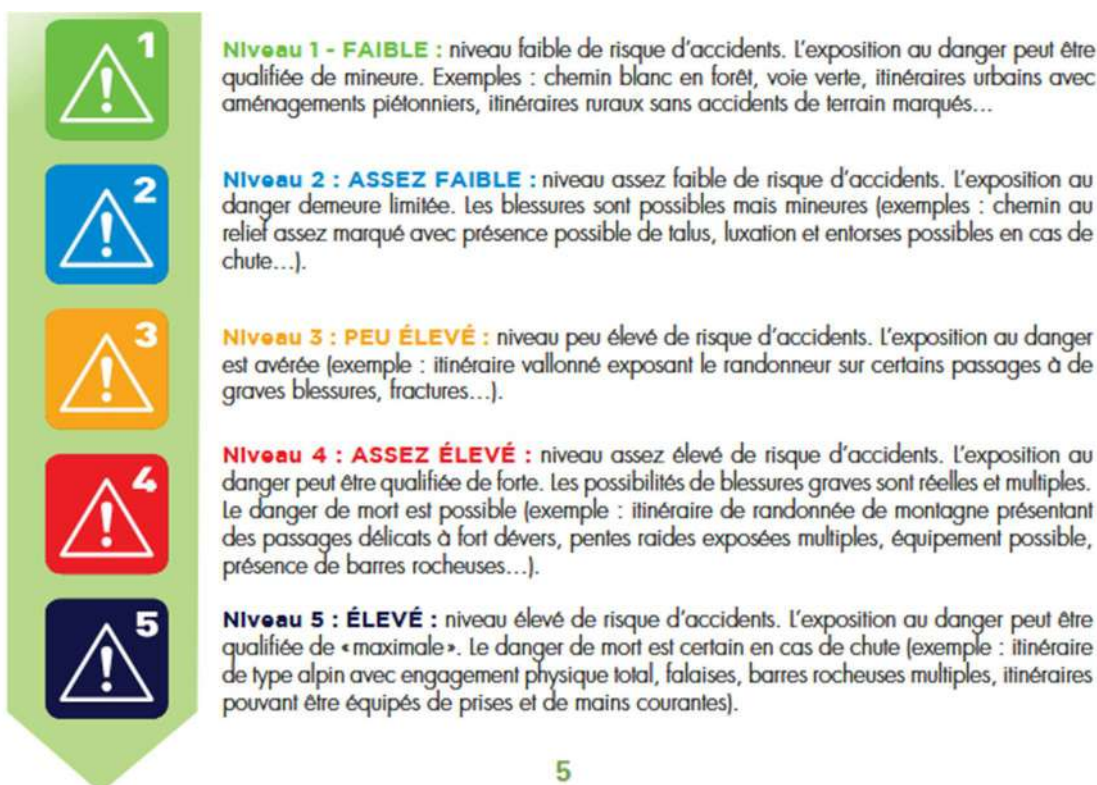 1
Niveau 1 - FAIBLE : niveau faible de risque d'accidents. L'exposition au danger peut être
qualifiée de mineure. Exemples : chemin blanc en forêt, voie verte, itinéraires urbains avec
aménagements piétonniers, itinéraires ruraux sans accidents de terrain marqués...
2
Niveau 2 : ASSEZ FAIBLE : niveau assez faible de risque d'accidents. L'exposition au
danger demeure limitée. Les blessures sont possibles mais mineures (exemples : chemin au
relief assez marqué avec présence possible de talus, luxation et entorses possibles en cas de
chute...).
3
Niveau 3 : PEU ÉLEVÉ : niveau peu élevé de risque d'accidents. L'exposition au danger
est avérée (exemple : itinéraire vallonné exposant le randonneur sur certains passages à de
graves blessures, fractures...).
4
Niveau 4 : ASSEZ ÉLEVÉ : niveau assez élevé de risque d'accidents. L'exposition au
danger peut être qualifiée de forte. Les possibilités de blessures graves sont réelles et multiples.
Le danger de mort est possible (exemple : itinéraire de randonnée de montagne présentant
des passages délicats à fort dévers, pentes raides exposées multiples, équipement possible,
présence de barres rocheuses...).
5
Niveau 5 : ÉLEVÉ : niveau élevé de risque d'accidents. L'exposition au danger peut être
qualifiée de «maximale». Le danger de mort est certain en cas de chute (exemple : itinéraire
de type alpin avec engagement physique total, falaises, barres rocheuses multiples, itinéraires
pouvant être équipés de prises et de mains courantes).
5